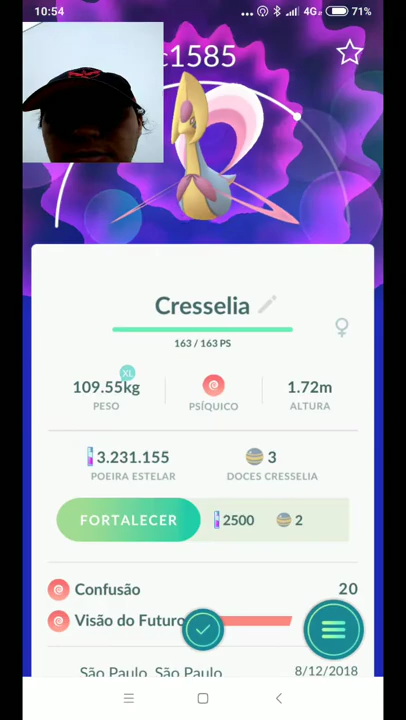 10:54 ... 4G 71%
c1585
Cresselia
163 / 163 PS
XL
109.55kg PSÍQUICO 1.72m
PESO ALTURA
3.231.155 3
POEIRA ESTELAR DOCES CRESSELIA
FORTALECER 2500 2
Confusão 20
Visão do Futuro
São Paulo, São Paulo 8/12/2018